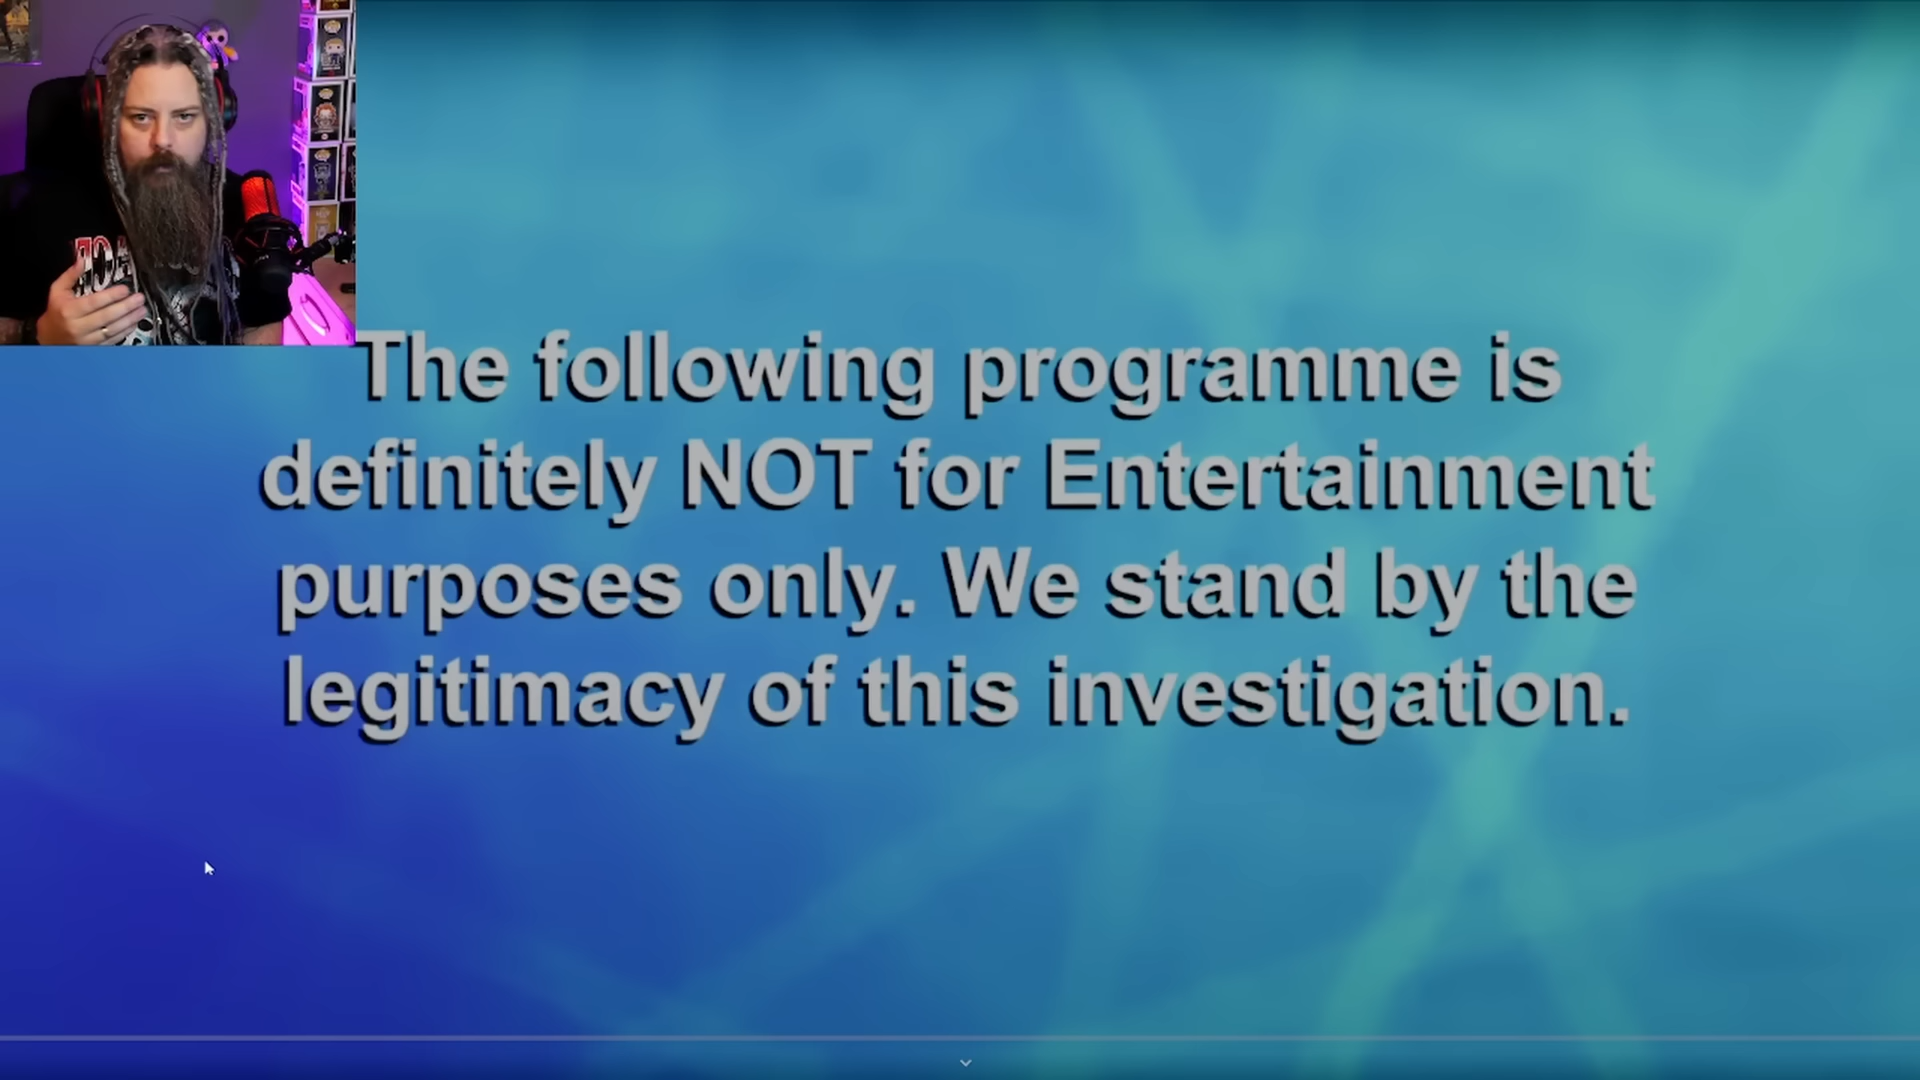 The following programme is
definitely NOT for Entertainment
purposes only. We stand by the
legitimacy of this investigation.